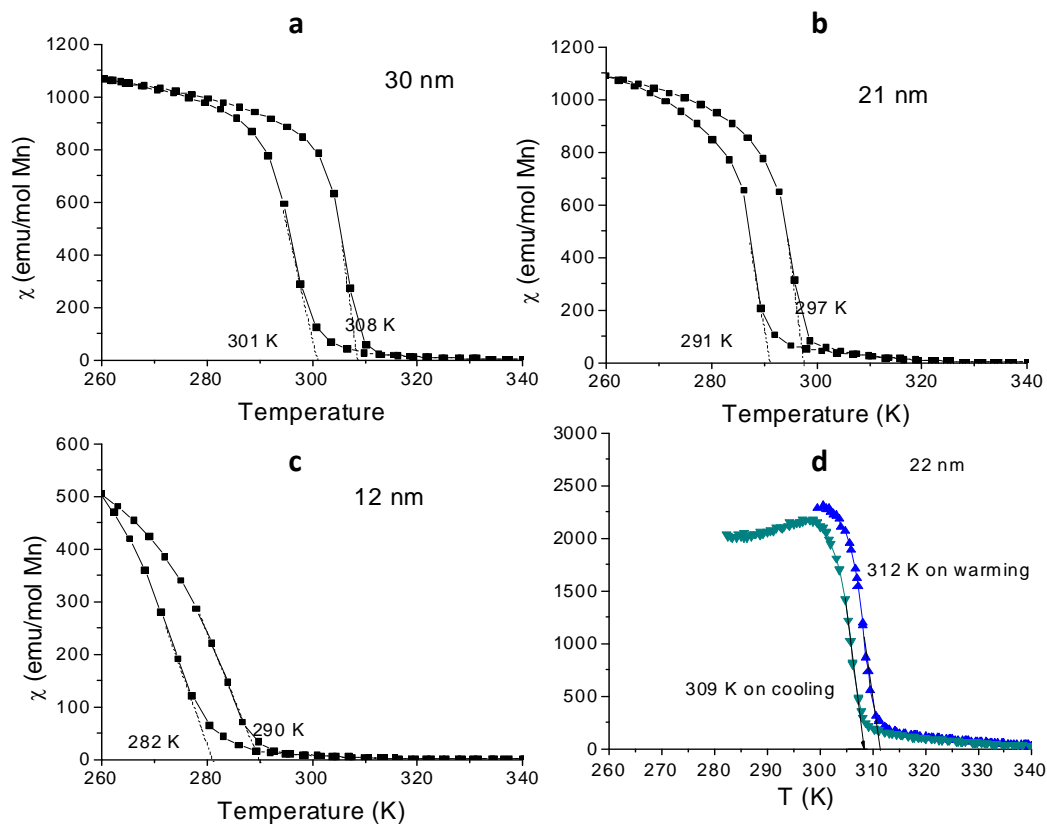 a
30 nm
1200
1000
800
600
400
200
0
χ (emu/mol Mn)
301 K
308 K
260 280 300 320 340
Temperature
b
21 nm
1200
1000
800
600
400
200
0
χ (emu/mol Mn)
291 K
297 K
260 280 300 320 340
Temperature (K)
c
12 nm
600
500
400
300
200
100
0
χ (emu/mol Mn)
282 K
290 K
260 280 300 320 340
Temperature (K)
d
22 nm
3000
2500
2000
1500
1000
500
0
312 K on warming
309 K on cooling
260 270 280 290 300 310 320 330 340
T (K)